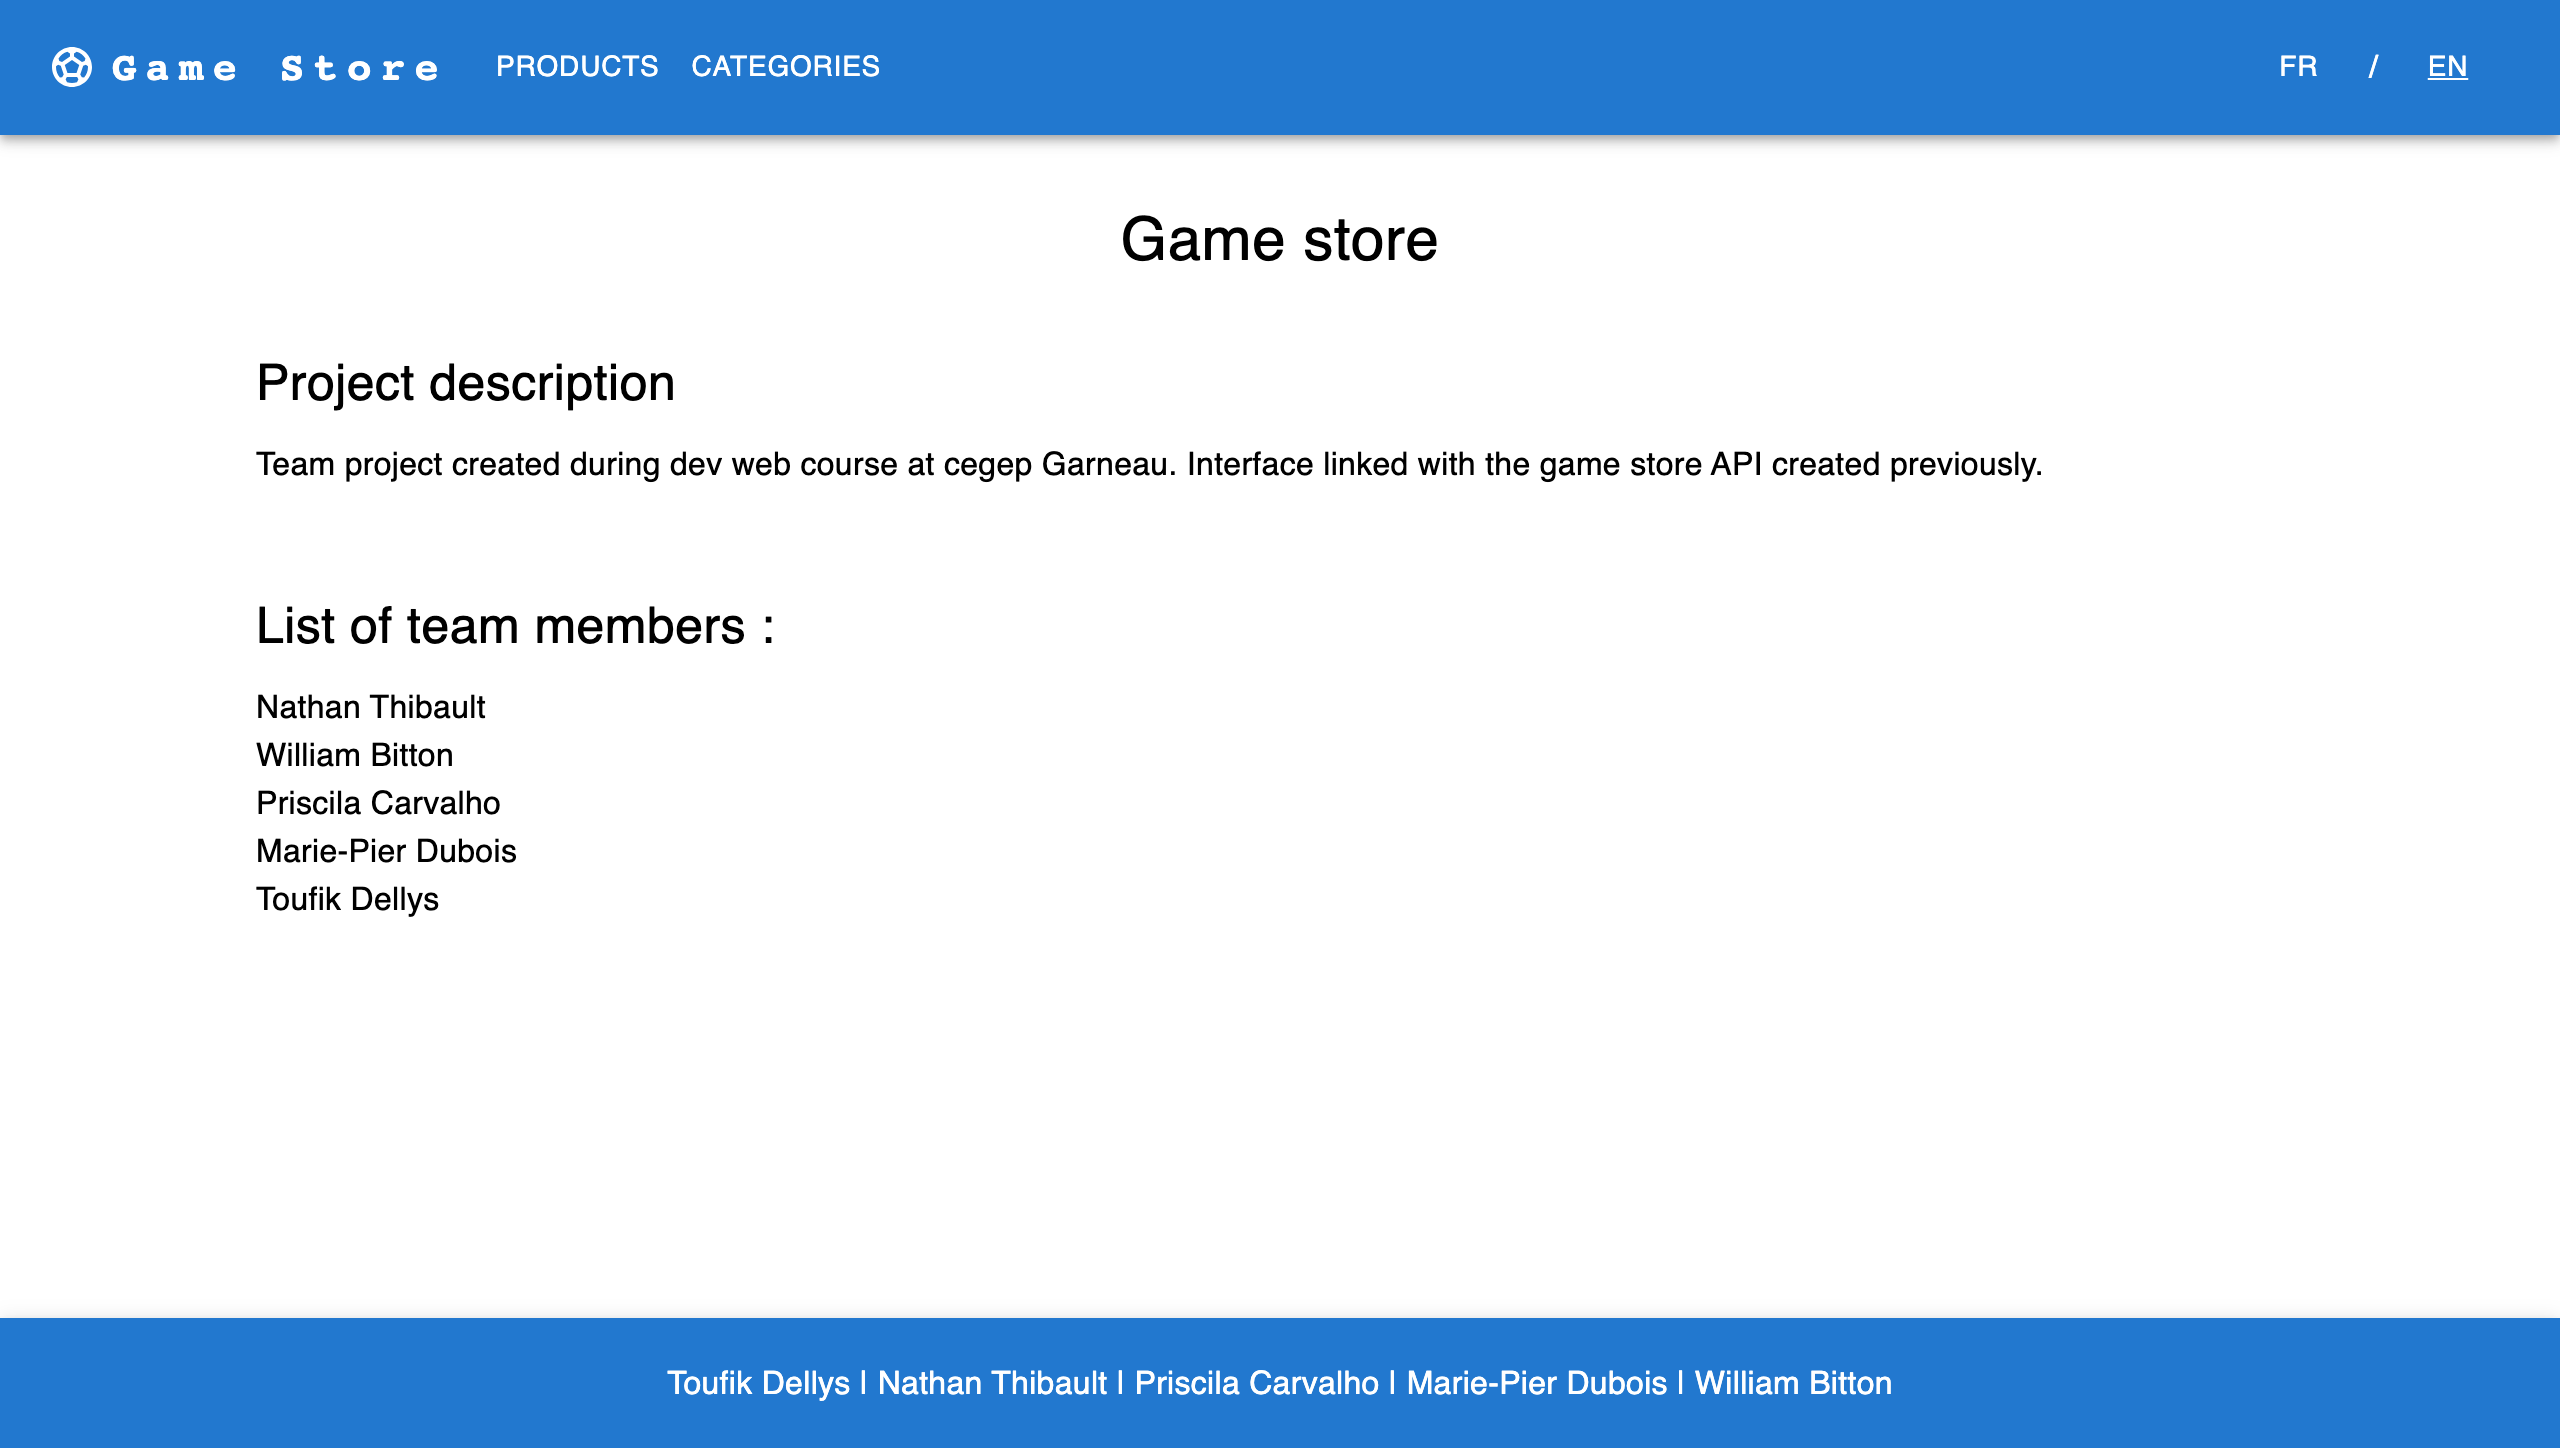 Game Store PRODUCTS CATEGORIES FR / EN
Game store
Project description
Team project created during dev web course at cegep Garneau. Interface linked with the game store API created previously.
List of team members :
Nathan Thibault
William Bitton
Priscila Carvalho
Marie-Pier Dubois
Toufik Dellys
Toufik Dellys | Nathan Thibault | Priscila Carvalho | Marie-Pier Dubois | William Bitton